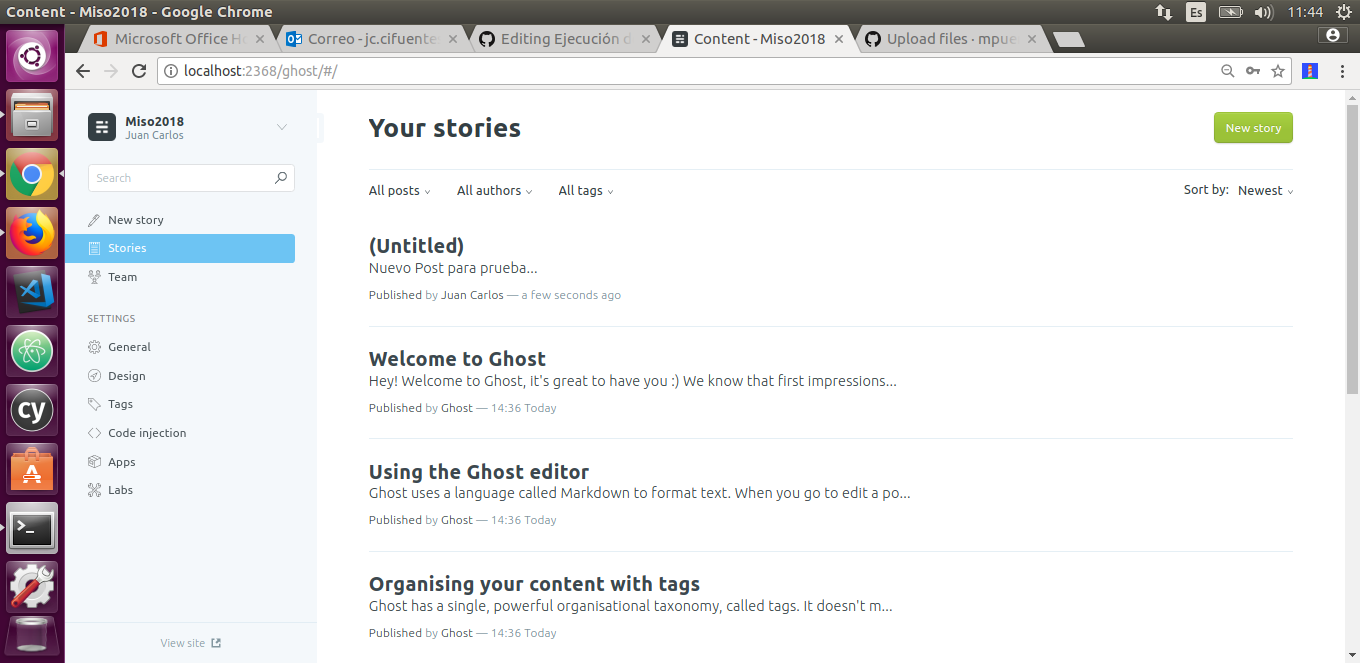 Content - Miso2018 - Google Chrome
Es
11:44
Microsoft Office H
Correo - jc.cifuente
Editing Ejecución d
Content - Miso2018
Upload files · mpue
localhost:2368/ghost/#/
Miso2018
Juan Carlos
Search
New story
Stories
Team
SETTINGS
General
Design
Tags
Code injection
Apps
Labs
View site
Your stories
New story
All posts
All authors
All tags
Sort by: Newest
(Untitled)
Nuevo Post para prueba...
Published by Juan Carlos — a few seconds ago
Welcome to Ghost
Hey! Welcome to Ghost, it's great to have you :) We know that first impressions...
Published by Ghost — 14:36 Today
Using the Ghost editor
Ghost uses a language called Markdown to format text. When you go to edit a po...
Published by Ghost — 14:36 Today
Organising your content with tags
Ghost has a single, powerful organisational taxonomy, called tags. It doesn't m...
Published by Ghost — 14:36 Today
cy